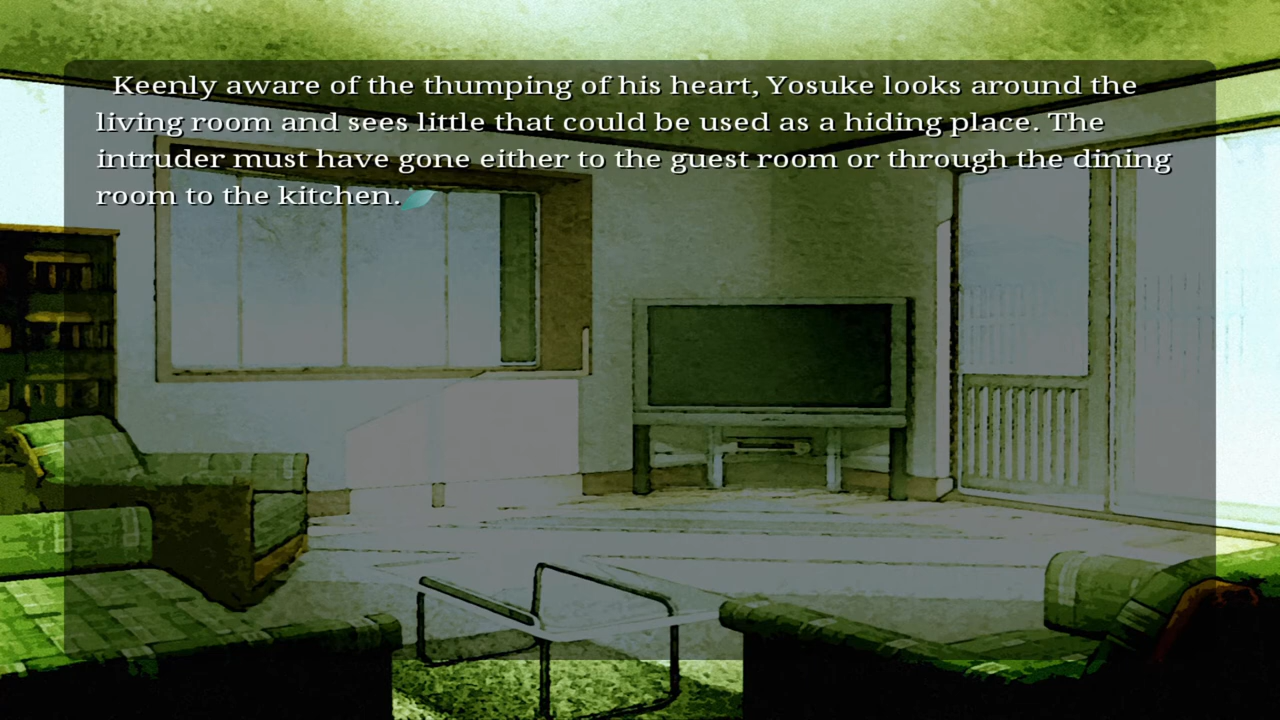 Keenly aware of the thumping of his heart, Yosuke looks around the
living room and sees little that could be used as a hiding place. The
intruder must have gone either to the guest room or through the dining
room to the kitchen.